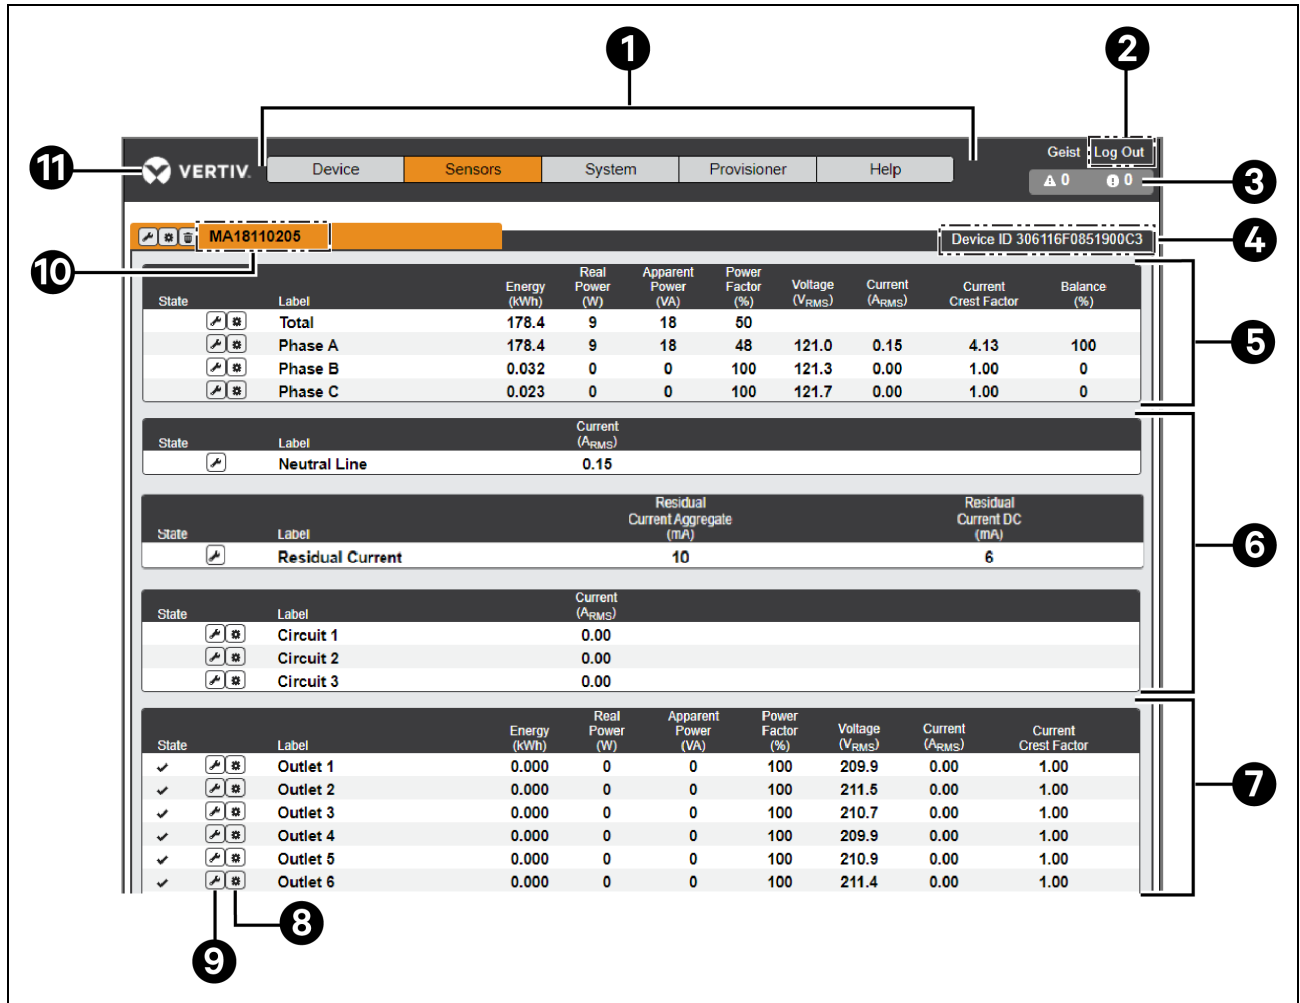 1
2
Geist Log Out
11
VERTIV.
Device Sensors System Provisioner Help
0 0
3
MA18110205
Device ID 306116F0851900C3
4
10
State Label Energy (kWh) Real Power (W) Apparent Power (VA) Power Factor (%) Voltage (VRMS) Current (ARMS) Current Crest Factor Balance (%)
Total 178.4 9 18 50
Phase A 178.4 9 18 48 121.0 0.15 4.13 100
Phase B 0.032 0 0 100 121.3 0.00 1.00 0
Phase C 0.023 0 0 100 121.7 0.00 1.00 0
5
State Label Current (ARMS)
Neutral Line 0.15
State Label Residual Current Aggregate (mA) Residual Current DC (mA)
Residual Current 10 6
6
State Label Current (ARMS)
Circuit 1 0.00
Circuit 2 0.00
Circuit 3 0.00
State Label Energy (kWh) Real Power (W) Apparent Power (VA) Power Factor (%) Voltage (VRMS) Current (ARMS) Current Crest Factor
Outlet 1 0.000 0 0 100 209.9 0.00 1.00
Outlet 2 0.000 0 0 100 211.5 0.00 1.00
7
Outlet 3 0.000 0 0 100 210.7 0.00 1.00
Outlet 4 0.000 0 0 100 209.9 0.00 1.00
Outlet 5 0.000 0 0 100 210.9 0.00 1.00
Outlet 6 0.000 0 0 100 211.4 0.00 1.00
8
9